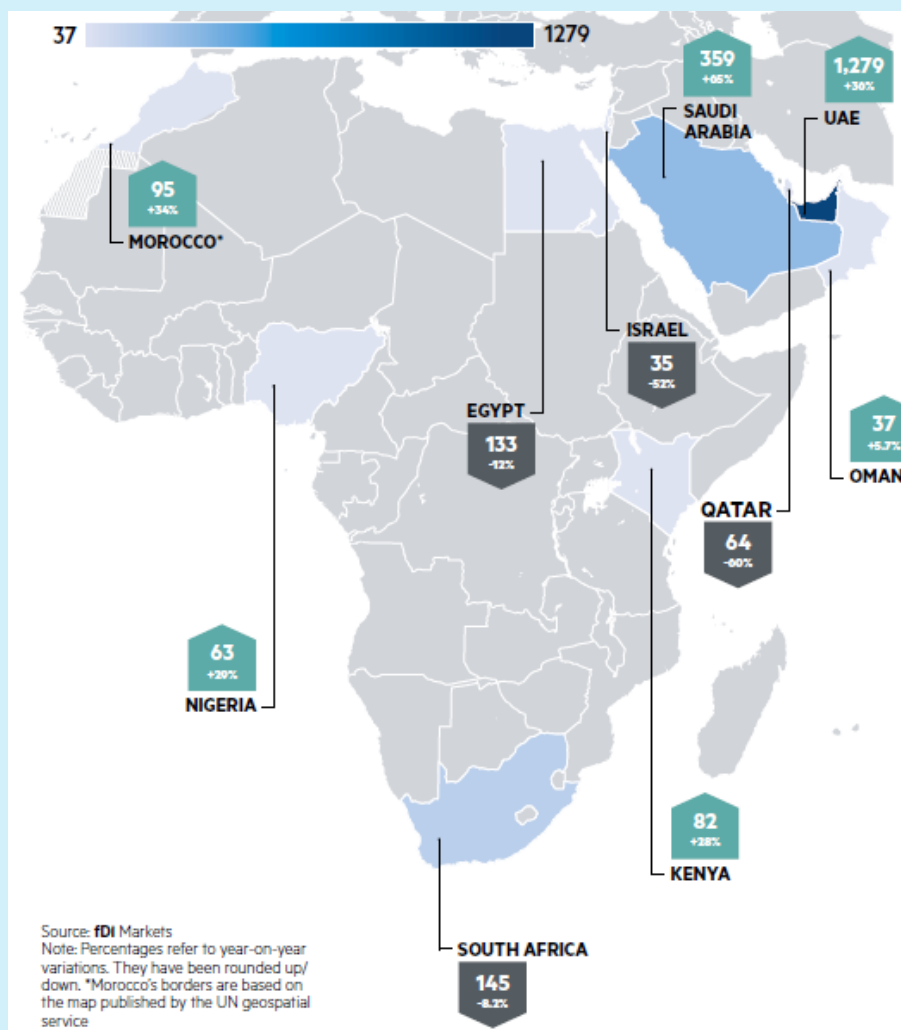 37 1279
359
+65%
SAUDI
ARABIA
1,279
+36%
UAE
95
+34%
MOROCCO*
ISRAEL
35
-52%
EGYPT
133
-12%
37
+5.7%
OMAN
QATAR
64
-60%
63
+29%
NIGERIA
82
+28%
KENYA
SOUTH AFRICA
145
-8.2%
Source: fDi Markets
Note: Percentages refer to year-on-year
variations. They have been rounded up/
down. *Morocco's borders are based on
the map published by the UN geospatial
service